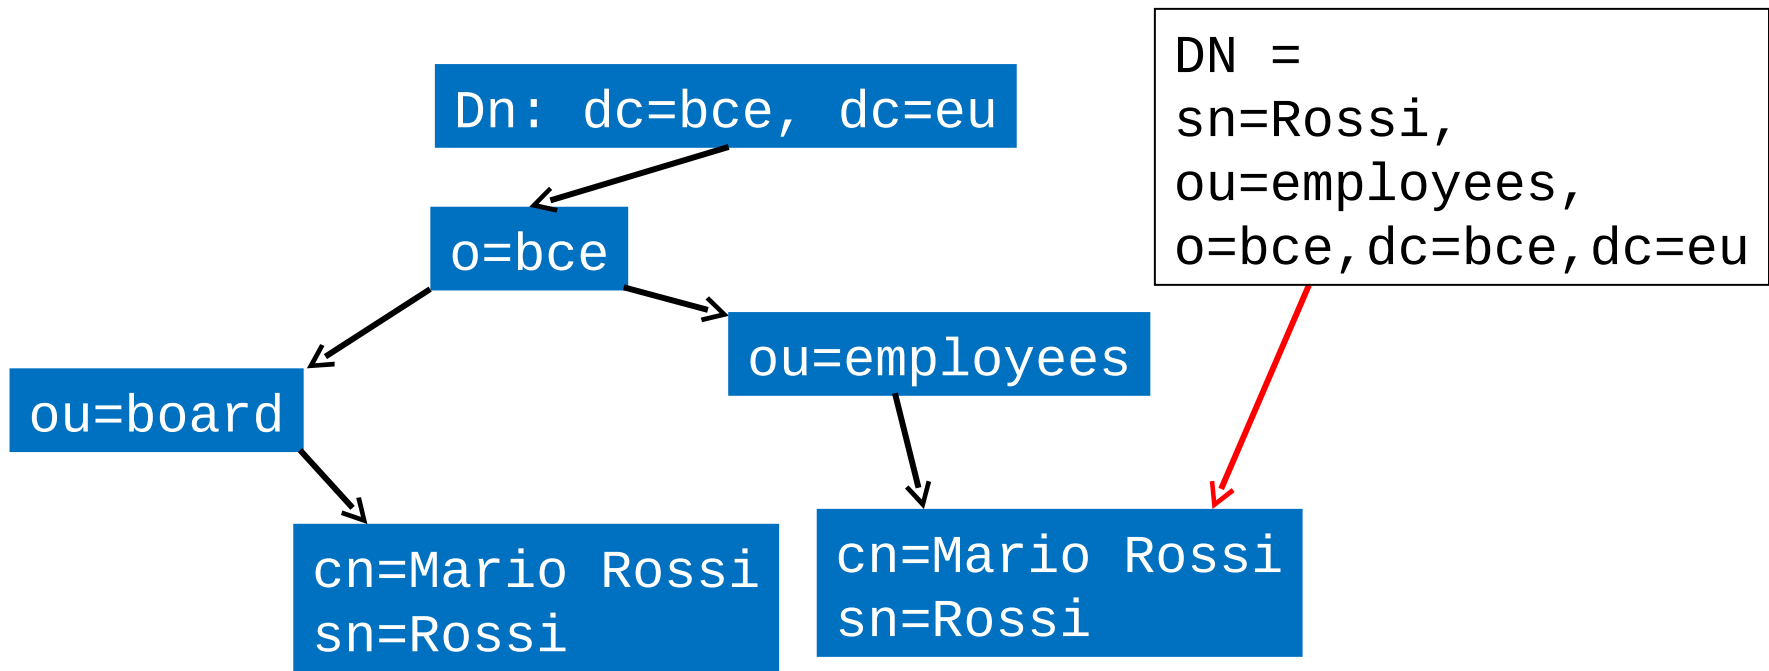 Dn: dc=bce, dc=eu
DN =
sn=Rossi,
ou=employees,
o=bce,dc=bce,dc=eu
o=bce
ou=employees
ou=board
cn=Mario Rossi
sn=Rossi
cn=Mario Rossi
sn=Rossi